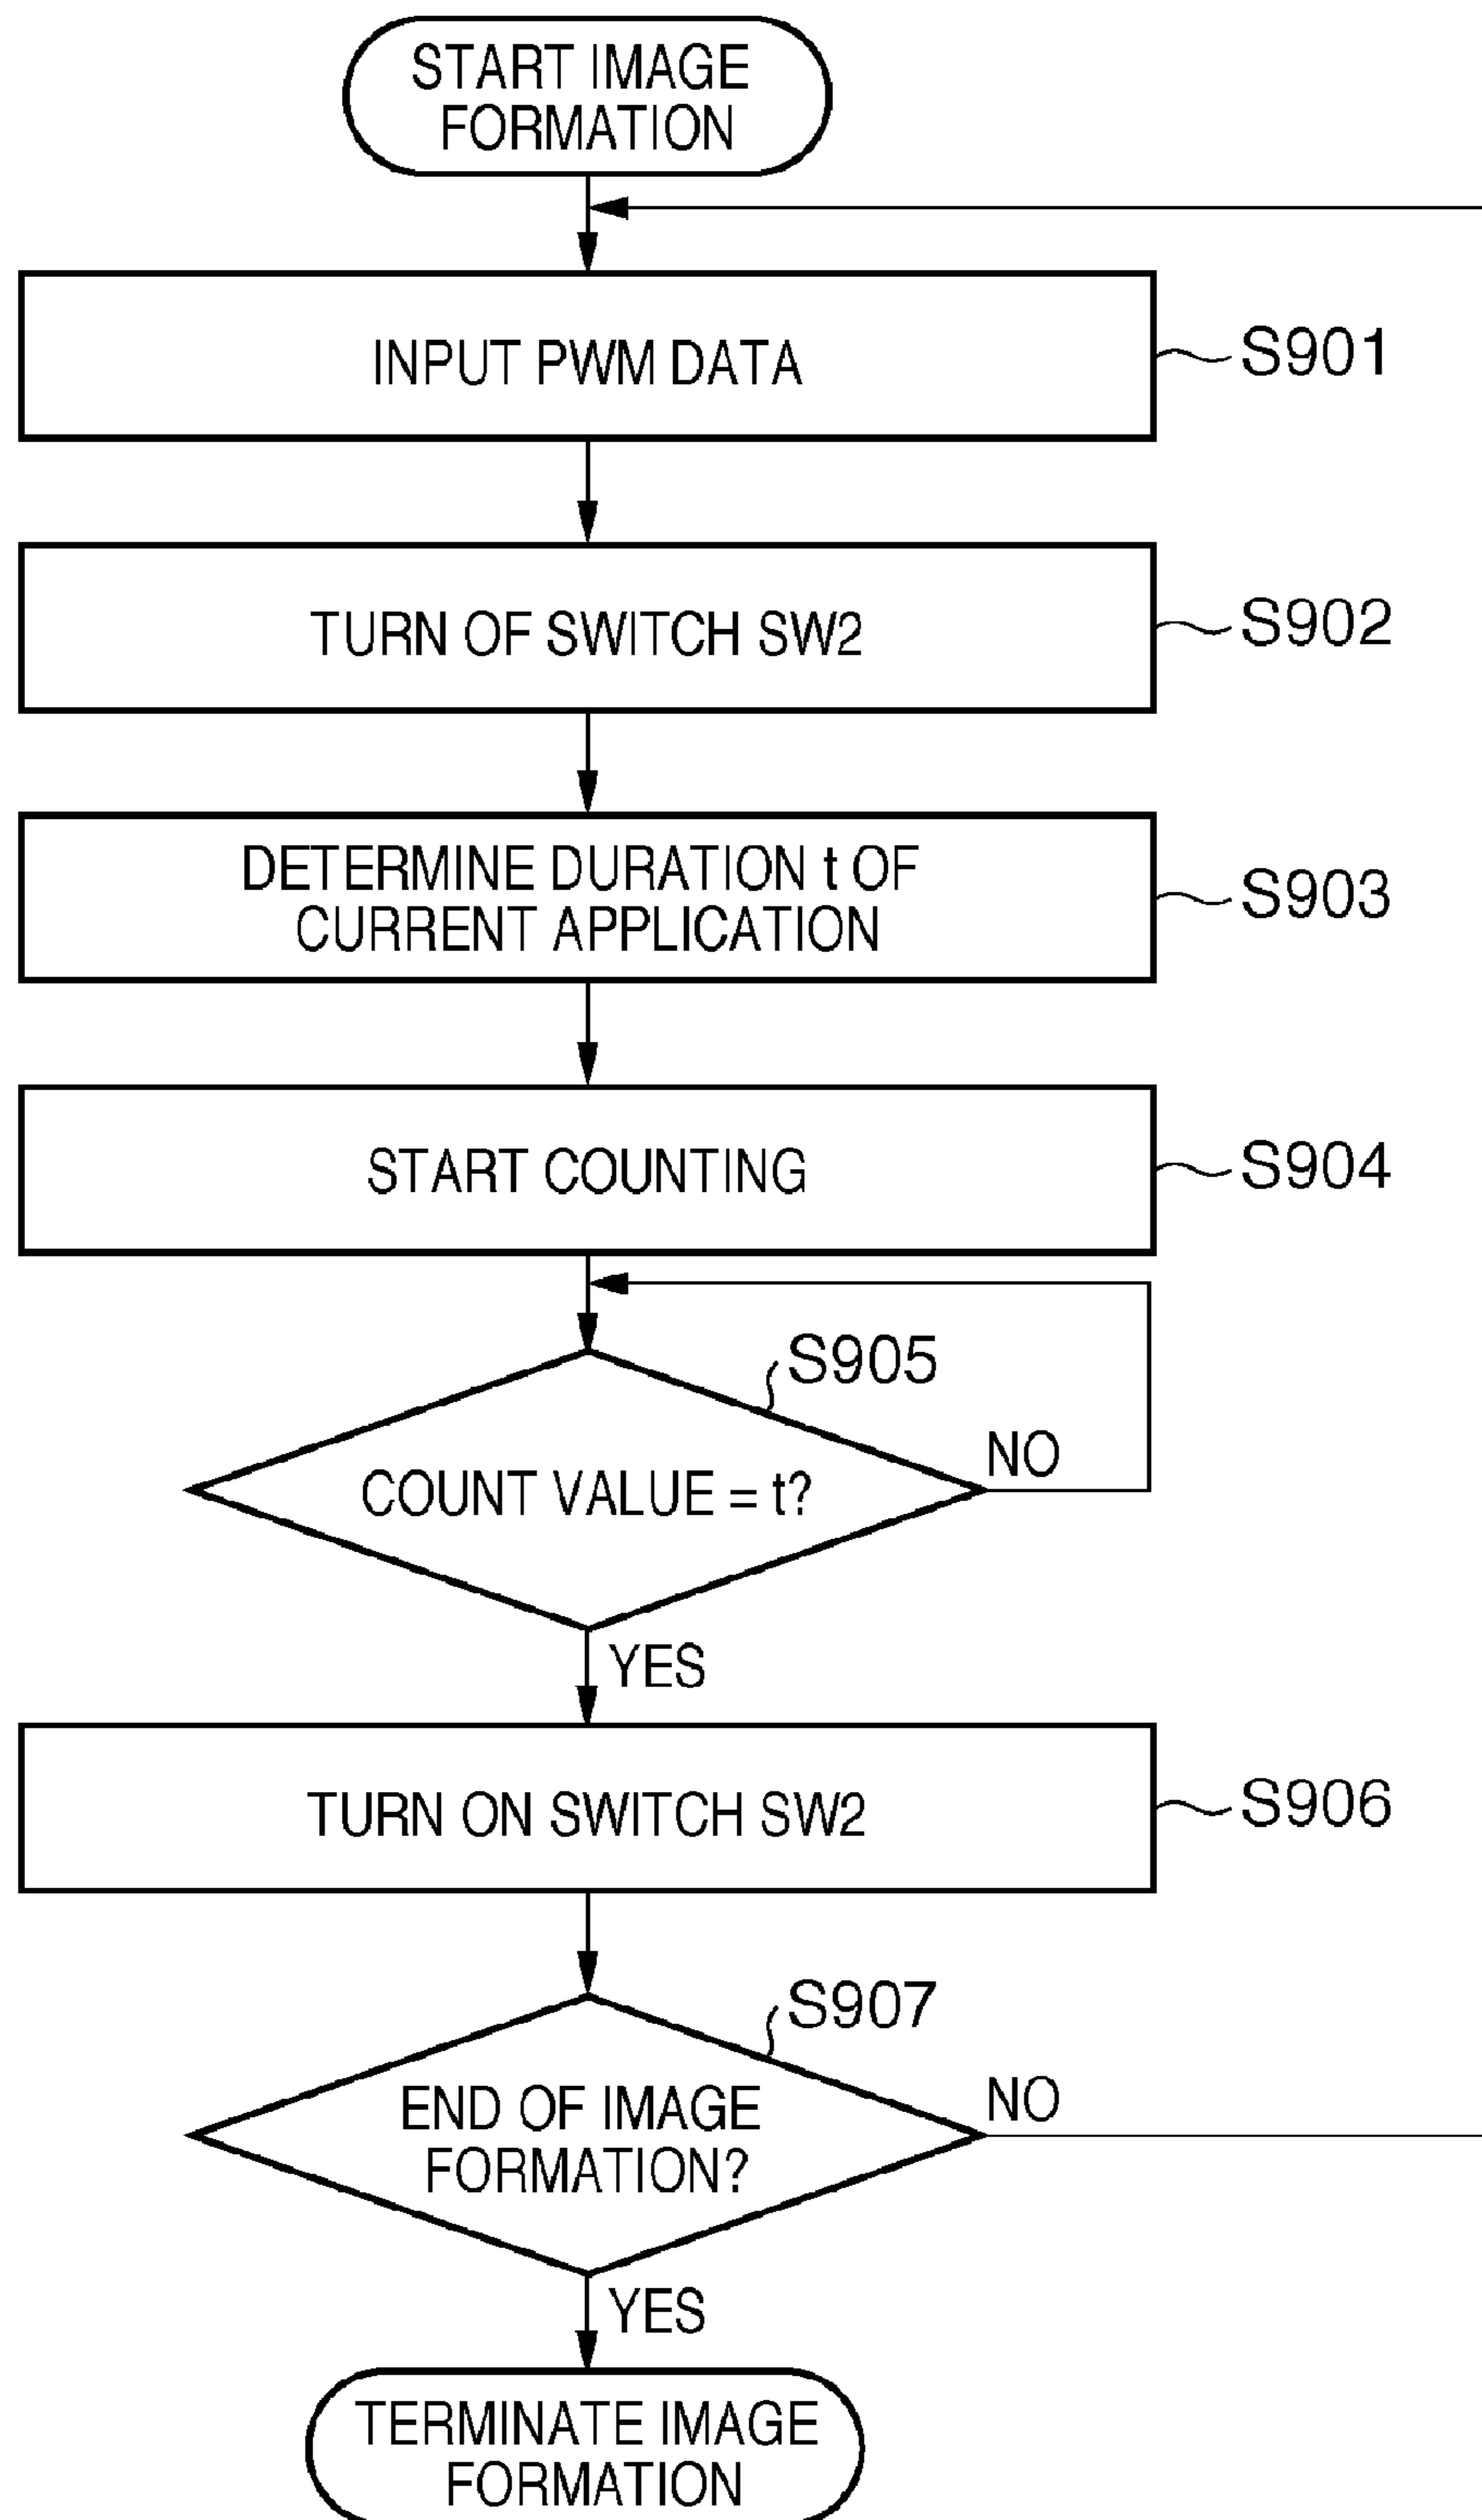 START IMAGE
FORMATION
INPUT PWM DATA
S901
TURN OF SWITCH SW2
S902
DETERMINE DURATION t OF
CURRENT APPLICATION
S903
START COUNTING
S904
S905
COUNT VALUE = t?
NO
YES
TURN ON SWITCH SW2
S906
S907
END OF IMAGE
FORMATION?
NO
YES
TERMINATE IMAGE
FORMATION